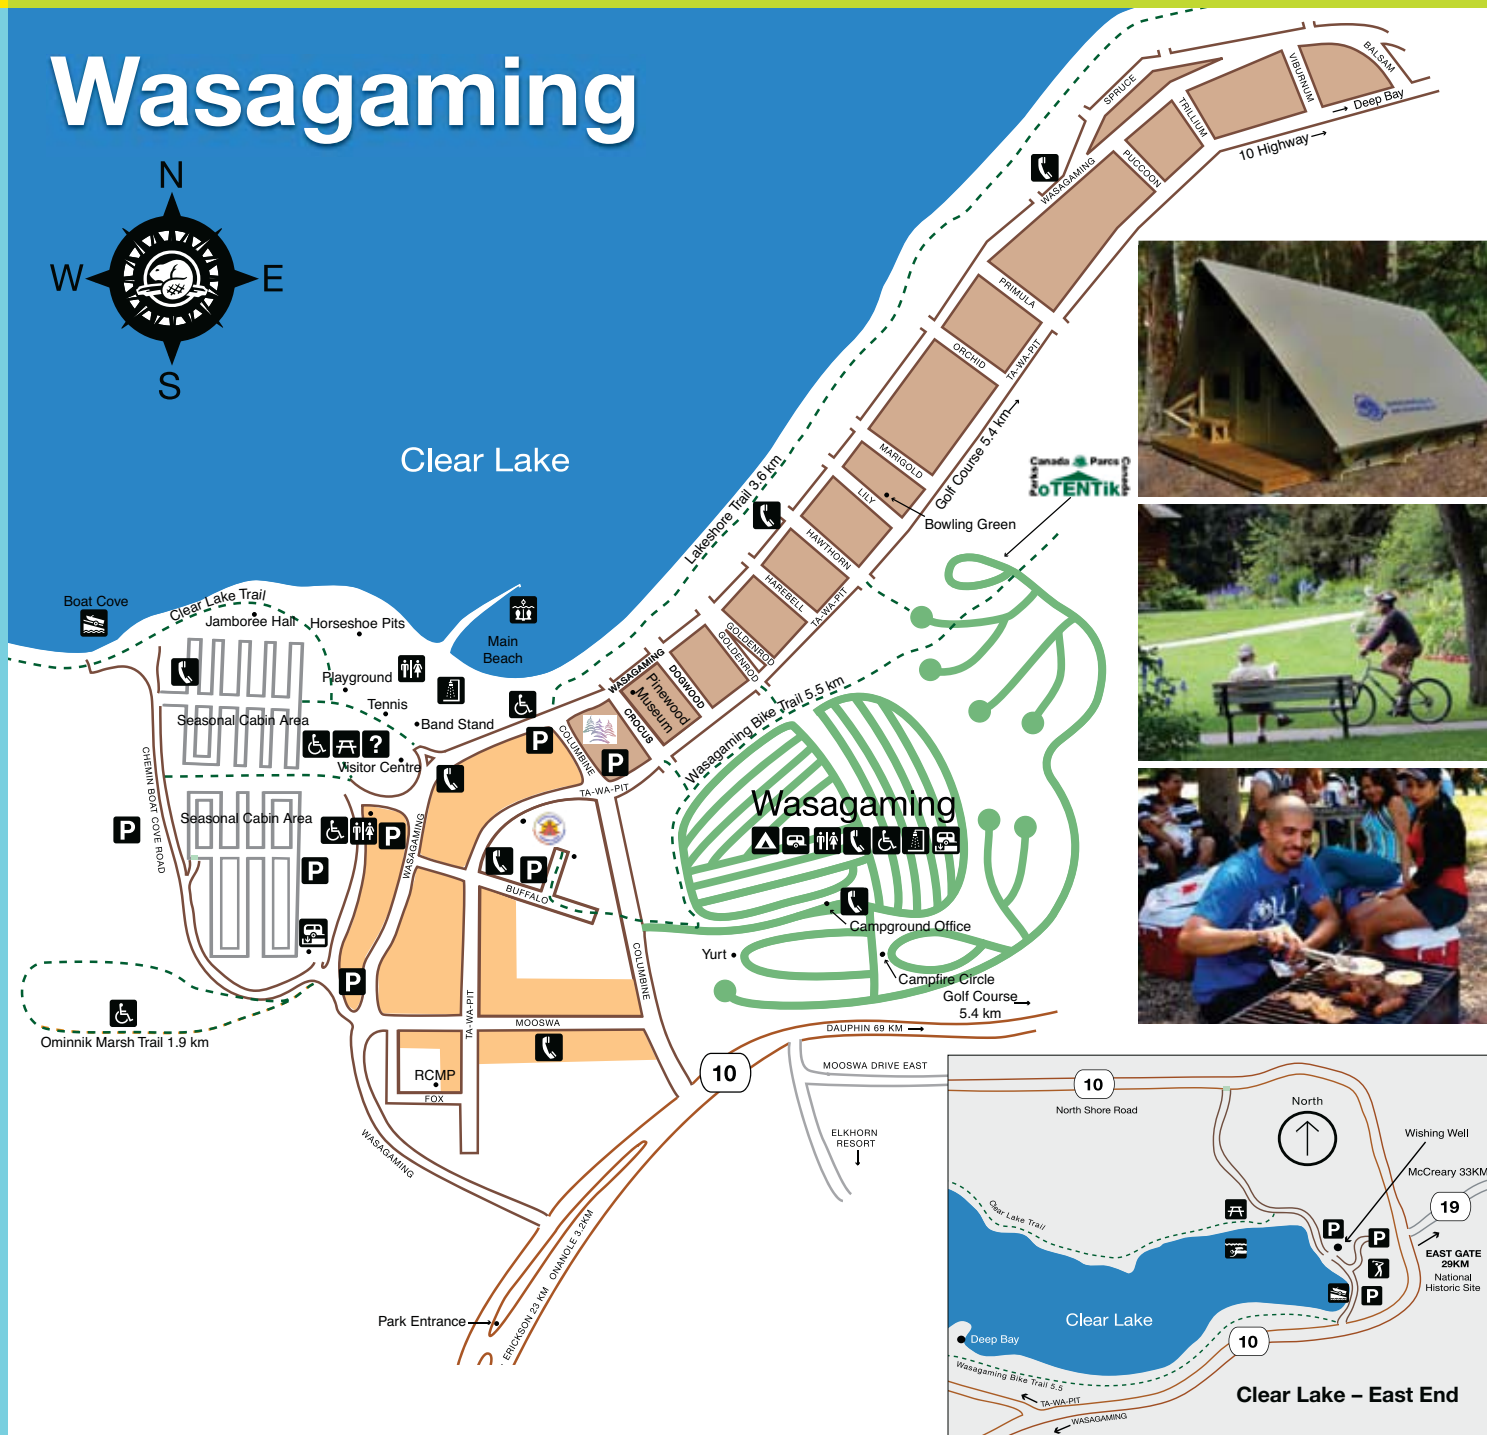 Wasagaming
N
W
E
S
Clear Lake
SPRUCE
BALSAM
VIBURNUM
TRILLIUM
Deep Bay
10 Highway
PUCCOON
WASAGAMING
PRIMULA
ORCHID
TA-WA-PIT
MARIGOLD
Golf Course 5.4 km
LILY
Bowling Green
Parks Canada Parcs Canada
oTENTik
Lakeshore Trail 3.6 km
HAWTHORN
HAREBELL
TA-WA-PIT
GOLDENROD
GOLDENROD
DOGWOOD
WASAGAMING
Pinewood
Museum
CROCUS
COLUMBINE
P
P
TA-WA-PIT
Wasagaming Bike Trail 5.5 km
Boat Cove
Clear Lake Trail
Jamboree Hall
Horseshoe Pits
Main
Beach
Playground
Tennis
Band Stand
Seasonal Cabin Area
?
Visitor Centre
CHEMIN BOAT COVE ROAD
Seasonal Cabin Area
P
P
P
P
WASAGAMING
P
BUFFALO
Wasagaming
Campground Office
Yurt
Campfire Circle
Golf Course
5.4 km
COLUMBINE
TA-WA-PIT
MOOSWA
DAUPHIN 69 KM
MOOSWA DRIVE EAST
10
Ominnik Marsh Trail 1.9 km
RCMP
FOX
WASAGAMING
ELKHORN
RESORT
ONANOLE 3.2KM
ERICKSON 23 KM
Park Entrance
10
North Shore Road
North
Wishing Well
McCreary 33KM
19
Clear Lake Trail
P
P
P
EAST GATE
29KM
National
Historic Site
Clear Lake
Deep Bay
10
Wasagaming Bike Trail 5.5
TA-WA-PIT
WASAGAMING
Clear Lake – East End